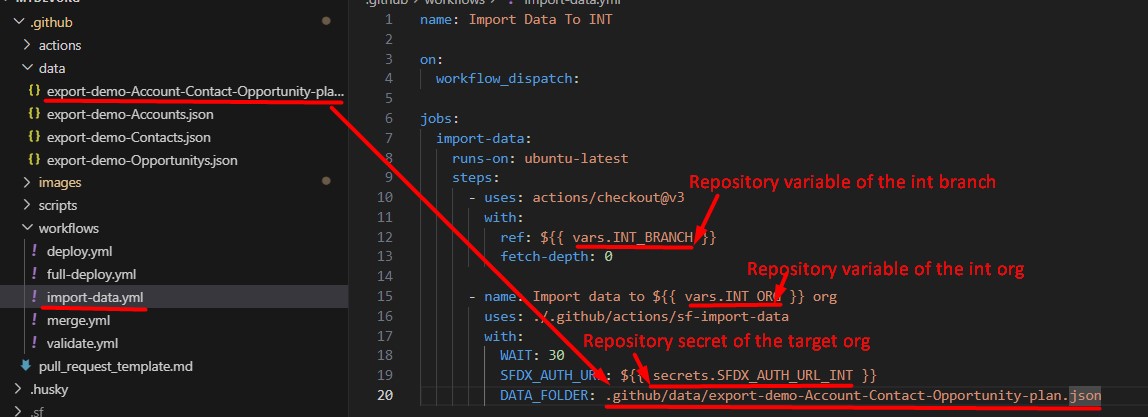 .github
actions
data
export-demo-Account-Contact-Opportunity-pla...
export-demo-Accounts.json
export-demo-Contacts.json
export-demo-Opportunitys.json
images
scripts
workflows
deploy.yml
full-deploy.yml
import-data.yml
merge.yml
validate.yml
pull_request_template.md
.husky
.sf
.github > workflows > ! import-data.yml
1 name: Import Data To INT
2
3 on:
4 workflow_dispatch:
5
6 jobs:
7 import-data:
8 runs-on: ubuntu-latest
9 steps:
Repository variable of the int branch
10 - uses: actions/checkout@v3
11 with:
12 ref: ${{ vars.INT_BRANCH }}
13 fetch-depth: 0
14
Repository variable of the int org
15 - name: Import data to ${{ vars.INT_ORG }} org
16 uses: ./.github/actions/sf-import-data
17 with:
Repository secret of the target org
18 WAIT: 30
19 SFDX_AUTH_URL: ${{ secrets.SFDX_AUTH_URL_INT }}
20 DATA_FOLDER: .github/data/export-demo-Account-Contact-Opportunity-plan.json